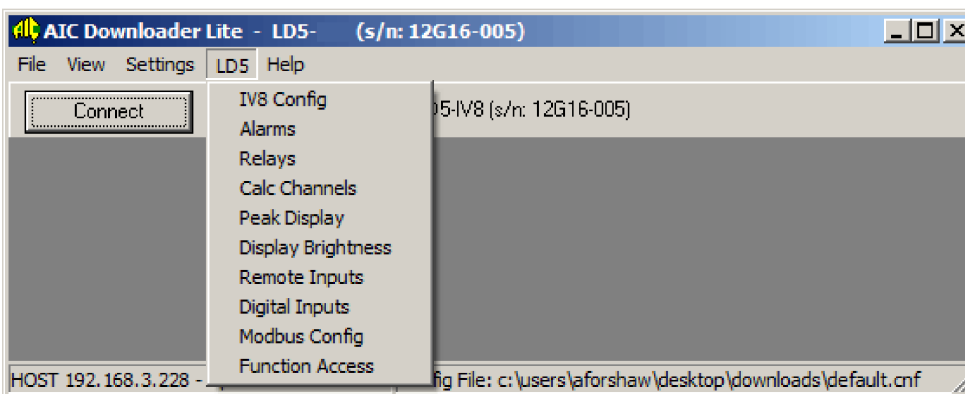 AIC Downloader Lite - LD5- (s/n: 12G16-005)
File View Settings LD5 Help
Connect
5-IV8 (s/n: 12G16-005)
IV8 Config
Alarms
Relays
Calc Channels
Peak Display
Display Brightness
Remote Inputs
Digital Inputs
Modbus Config
Function Access
HOST 192.168.3.228 -
fig File: c:\users\aforshaw\desktop\downloads\default.cnf